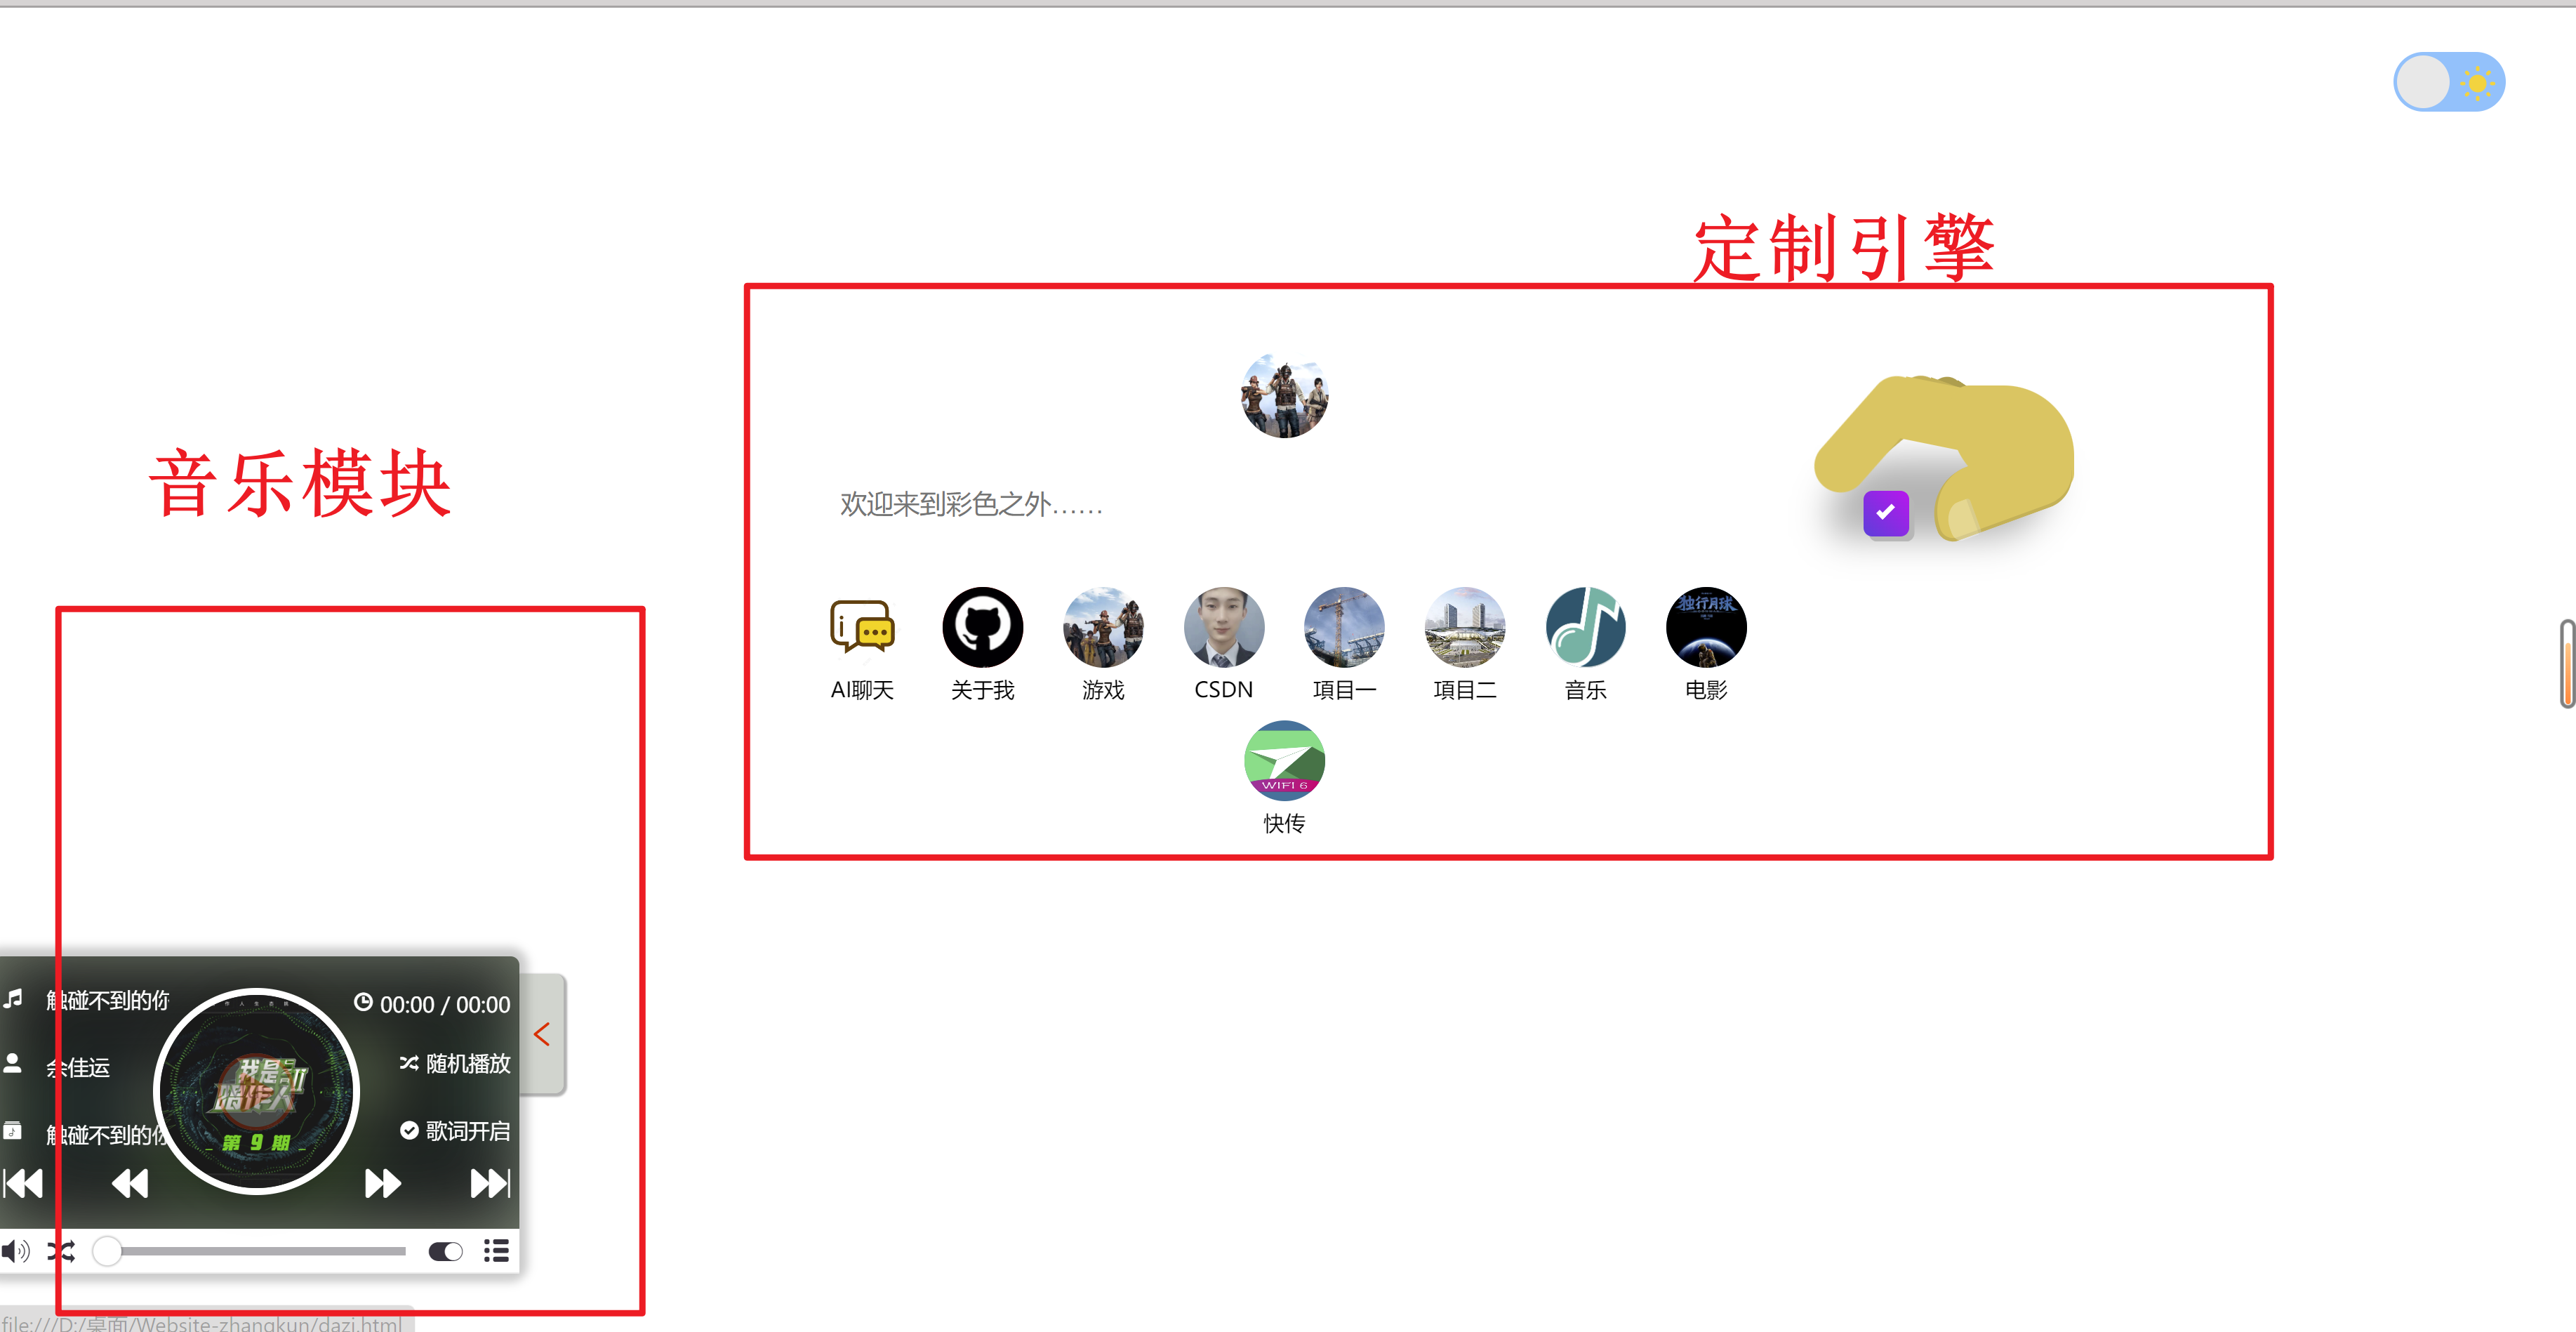 定制引擎
音乐模块
欢迎来到彩色之外……
AI聊天
关于我
游戏
CSDN
項目一
項目二
音乐
电影
独行月球
WIFI 6
快传
触碰不到的你
00:00 / 00:00
余佳运
随机播放
触碰不到的你
歌词开启
我是
唱作人
第 9 期
file:///D:/桌面/Website-zhangkun/dazi.html